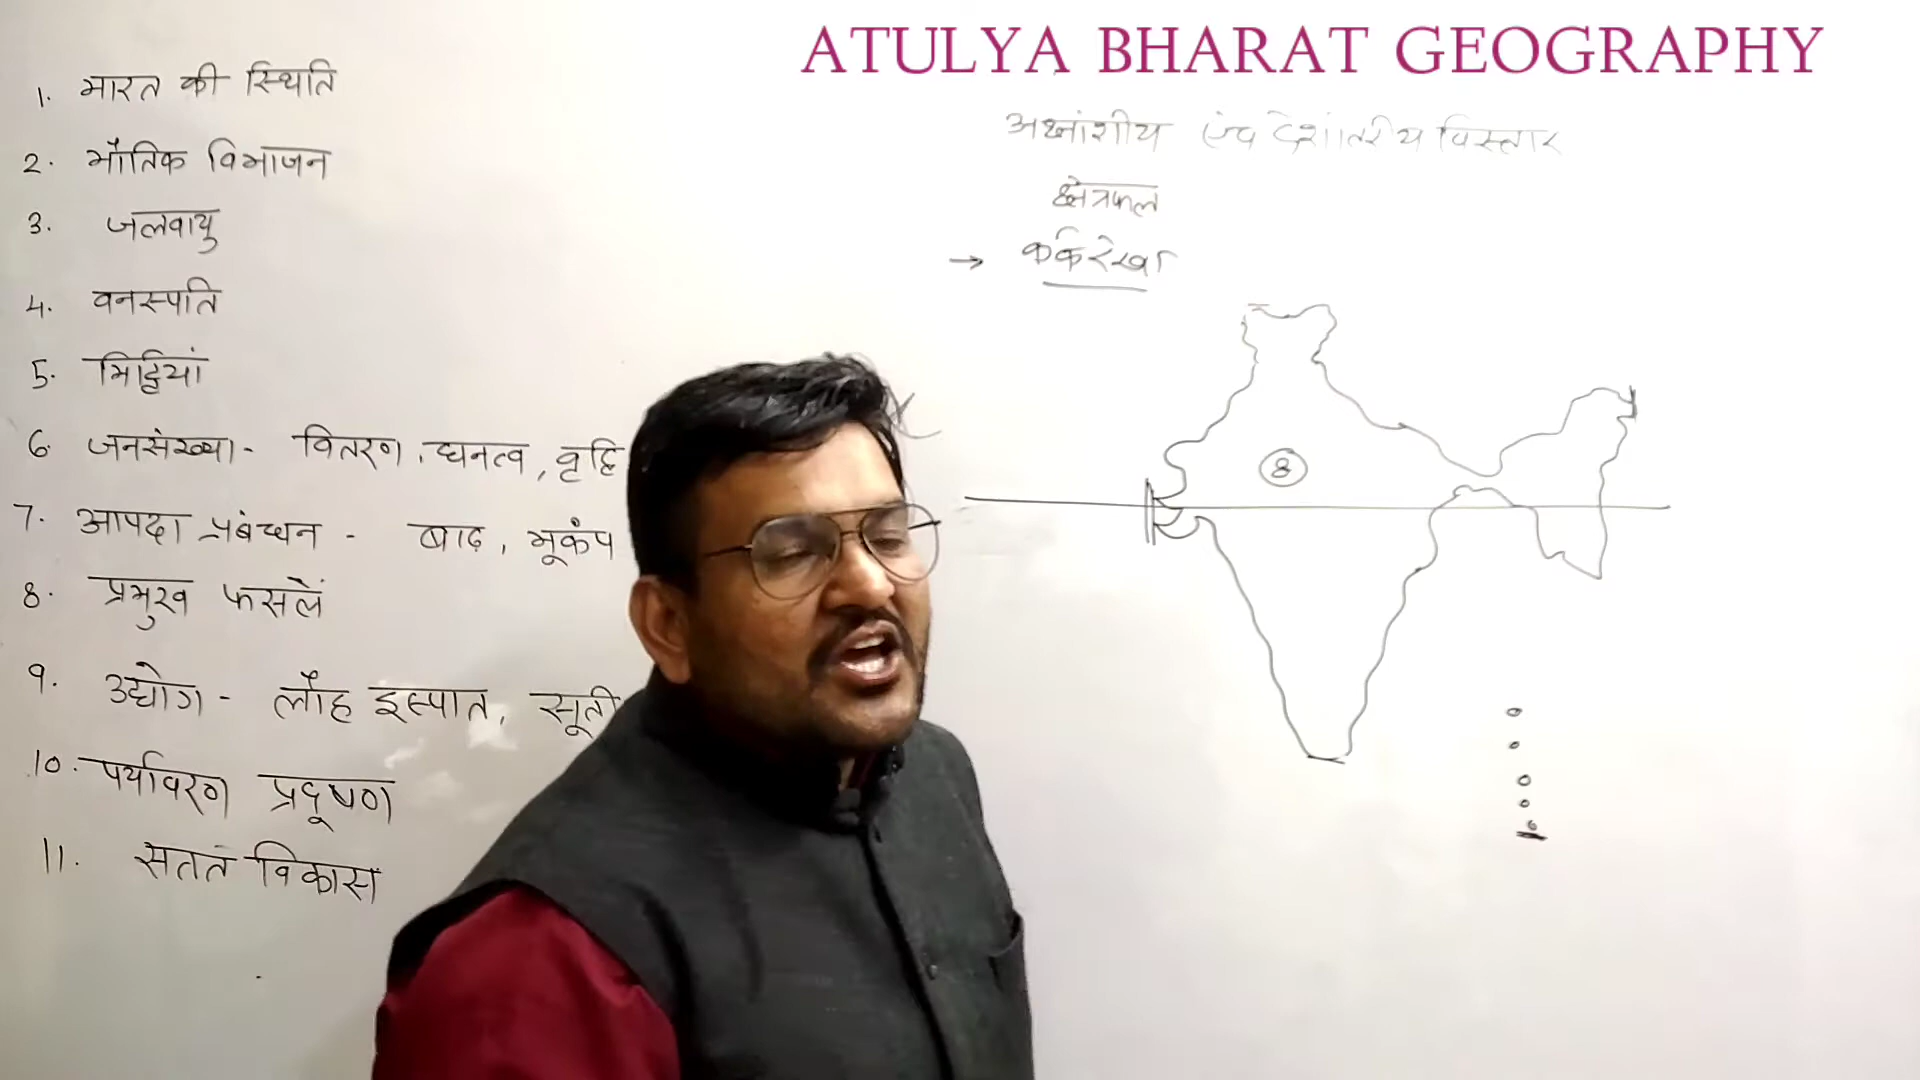 ATULYA BHARAT GEOGRAPHY
1. भारत की स्थिति
2. भौतिक विभाजन
3. जलवायु
4. वनस्पति
5. मिट्टियां
6. जनसंख्या - वितरण, घनत्व, वृद्धि
7. आपदा प्रबंधन - बाढ़, भूकंप
8. प्रमुख फसलें
9. उद्योग - लौह इस्पात, सूती
10. पर्यावरण प्रदूषण
11. सतत विकास
अक्षांशीय एंव देशांतरीय विस्तार
क्षेत्रफल
→ कर्क रेखा
8